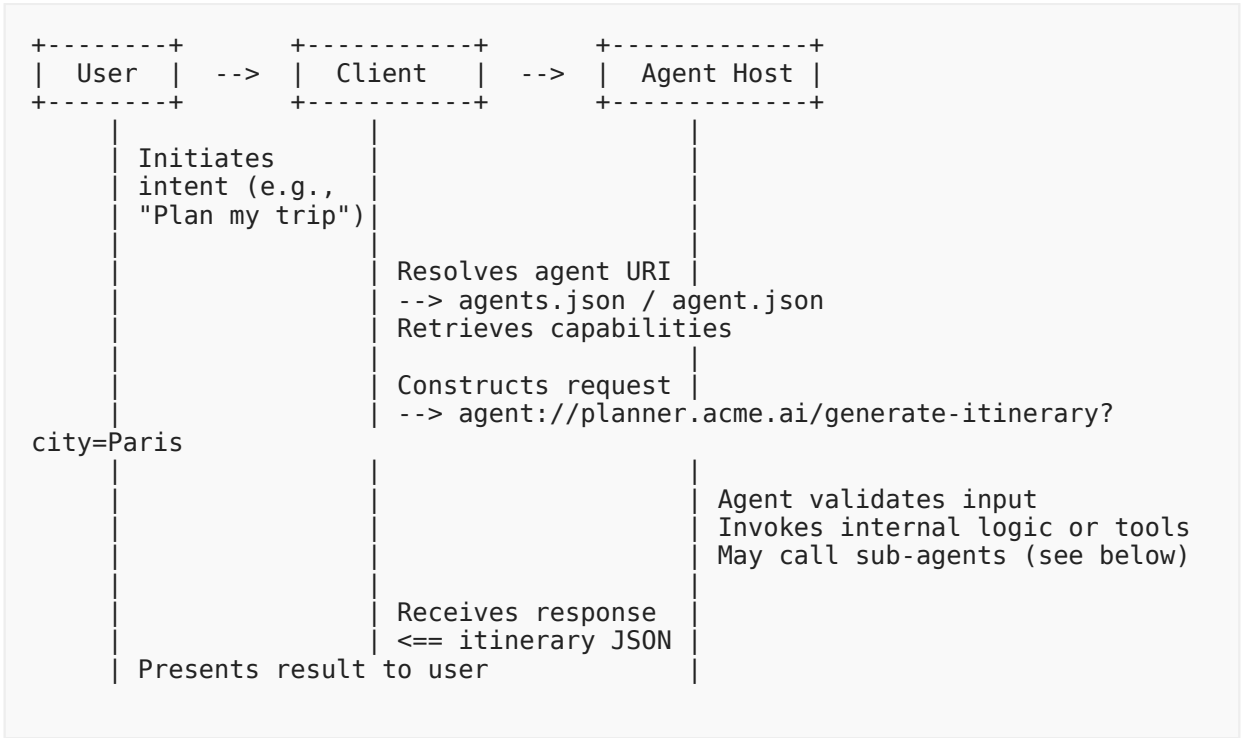 +--------+       +-----------+       +-------------+
|  User  |  -->  |  Client   |  -->  |  Agent Host |
+--------+       +-----------+       +-------------+
     |                |                    |
     | Initiates      |                    |
     | intent (e.g.,  |                    |
     | "Plan my trip")|                    |
     |                |                    |
     |                | Resolves agent URI |
     |                | --> agents.json / agent.json
     |                | Retrieves capabilities
     |                |                    |
     |                | Constructs request |
     |                | --> agent://planner.acme.ai/generate-itinerary?
city=Paris
     |                |                    |
     |                |                    | Agent validates input
     |                |                    | Invokes internal logic or tools
     |                |                    | May call sub-agents (see below)
     |                |                    |
     |                | Receives response  |
     |                | <== itinerary JSON |
     | Presents result to user             |